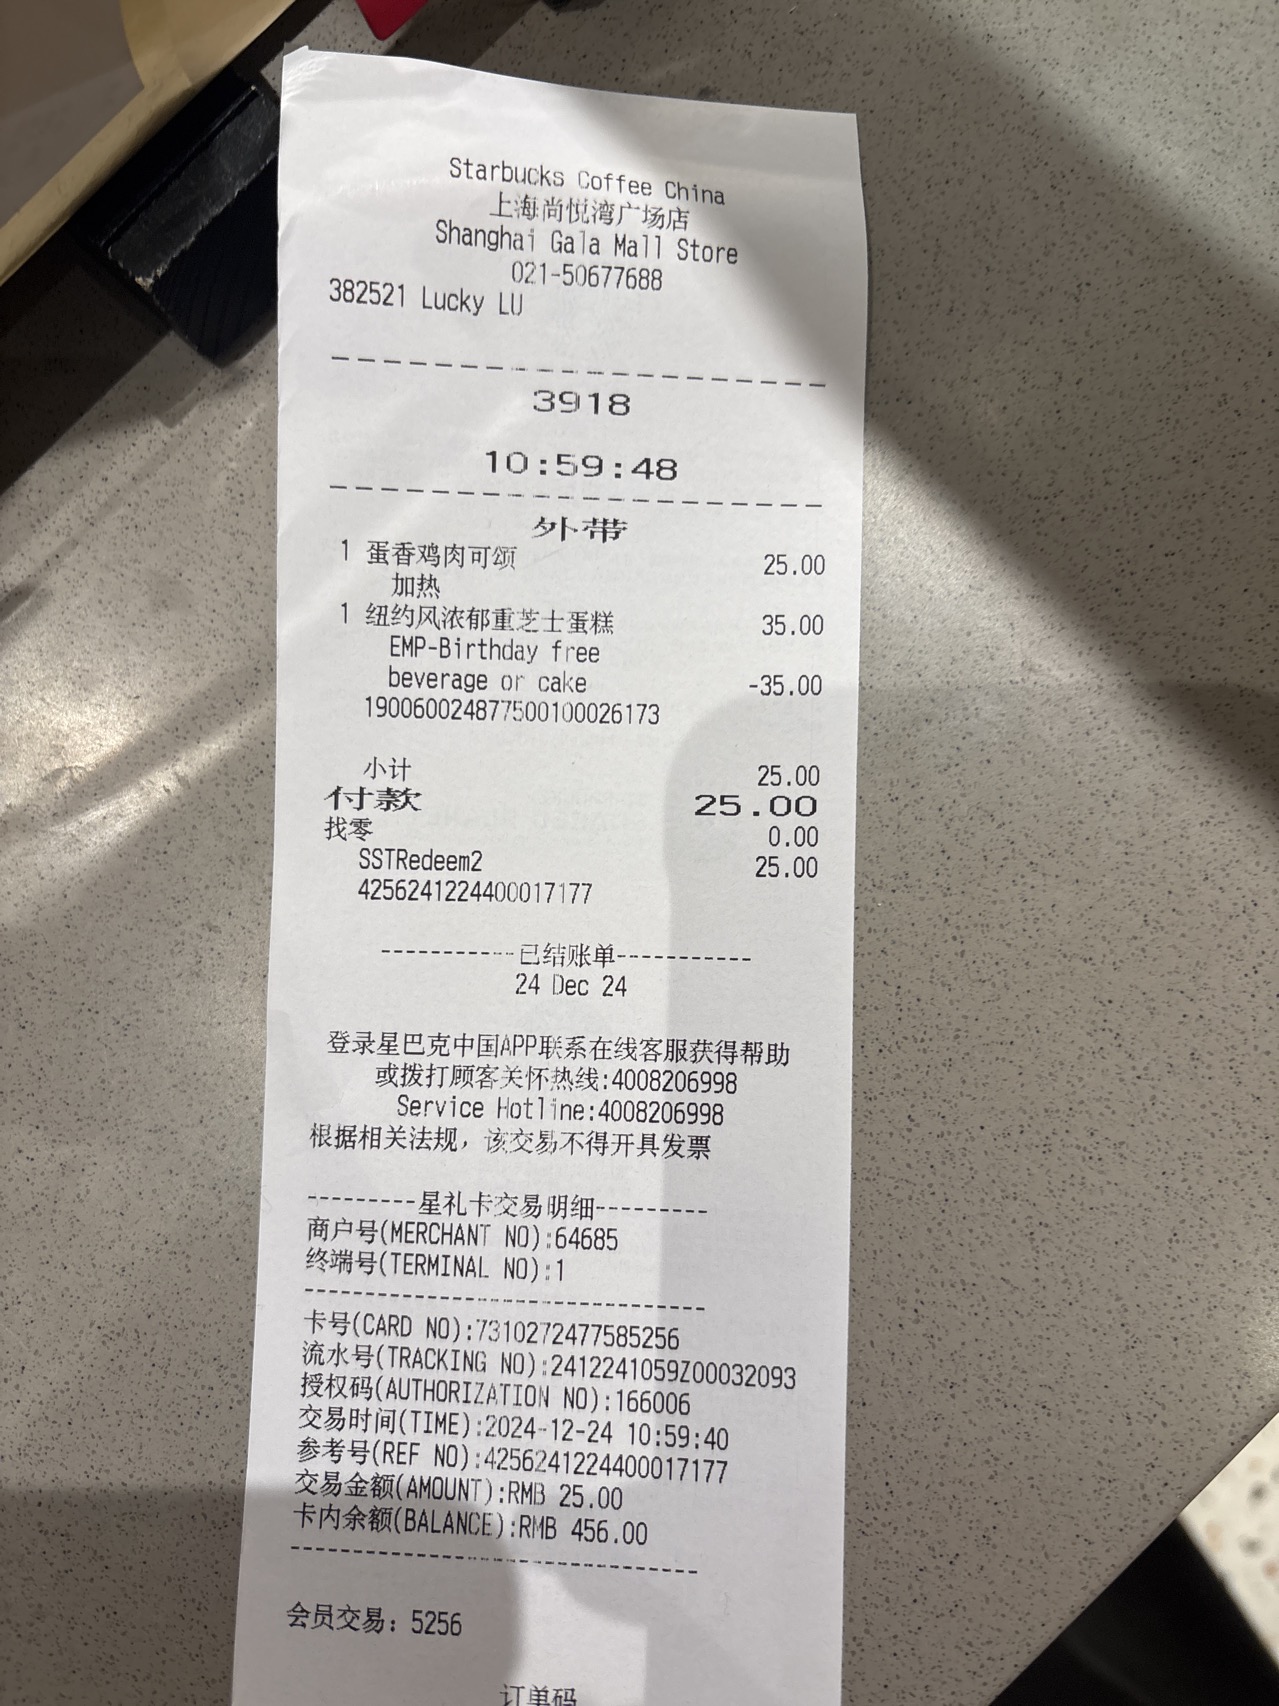 Starbucks Coffee China
上海尚悦湾广场店
Shanghai Gala Mall Store
021-50677688
382521 Lucky LU
3918
10:59:48
外带
1 蛋香鸡肉可颂 25.00
加热
1 纽约风浓郁重芝士蛋糕 35.00
EMP-Birthday free
beverage or cake -35.00
190060024877500100026173
小计 25.00
付款 25.00
找零 0.00
SSTRedeem2 25.00
4256241224400017177
-----------已结账单-----------
24 Dec 24
登录星巴克中国APP联系在线客服获得帮助
或拨打顾客关怀热线:4008206998
Service Hotline:4008206998
根据相关法规，该交易不得开具发票
---------星礼卡交易明细---------
商户号(MERCHANT NO):64685
终端号(TERMINAL NO):1
卡号(CARD NO):7310272477585256
流水号(TRACKING NO):2412241059Z00032093
授权码(AUTHORIZATION NO):166006
交易时间(TIME):2024-12-24 10:59:40
参考号(REF NO):4256241224400017177
交易金额(AMOUNT):RMB 25.00
卡内余额(BALANCE):RMB 456.00
会员交易: 5256
订单码